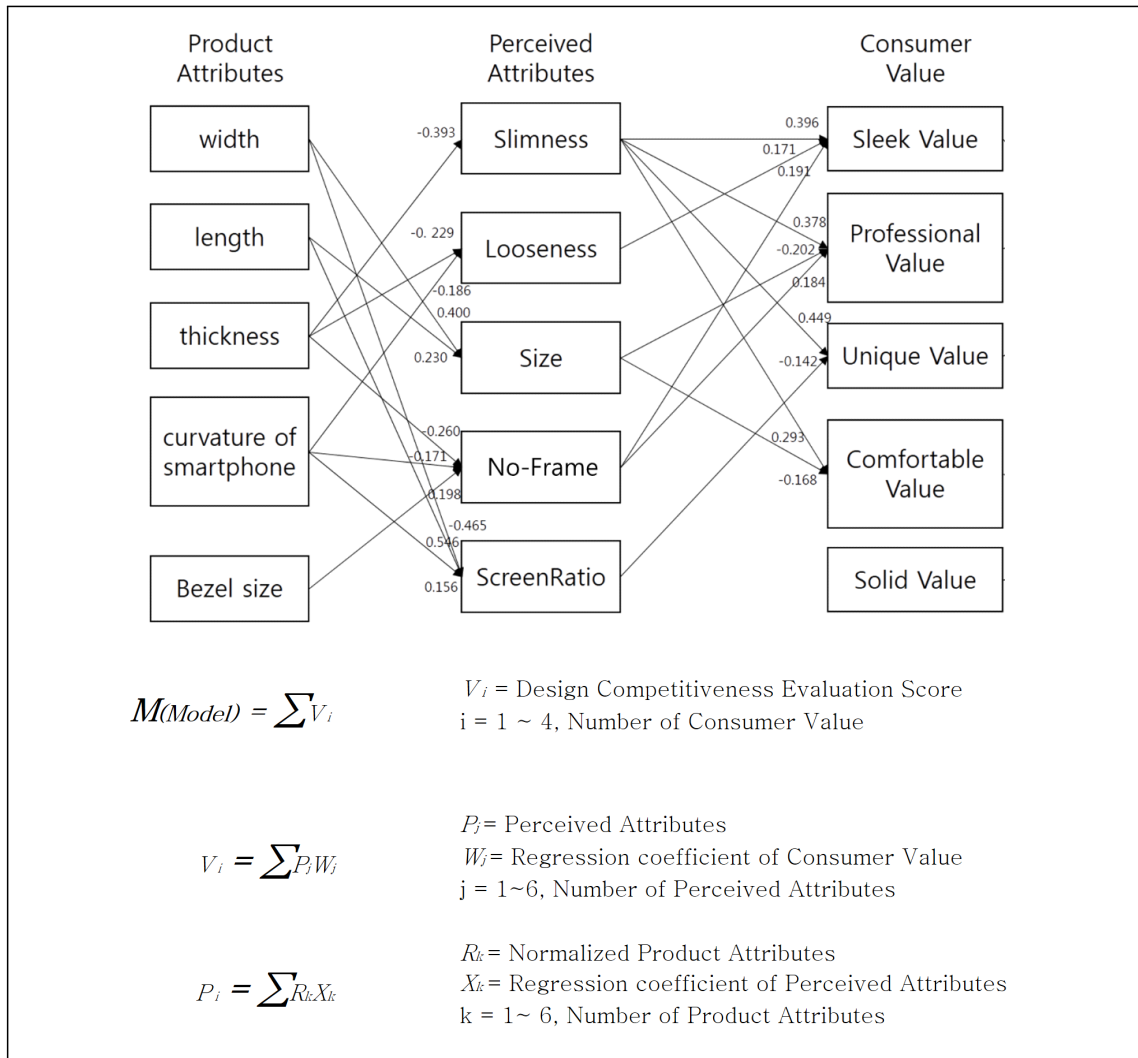 Product
Attributes
Perceived
Attributes
Consumer
Value
width
length
thickness
curvature of
smartphone
Bezel size
-0.393
-0. 229
-0.186
0.400
0.230
-0.260
-0.171
-0.198
-0.465
0.546
0.156
Slimness
Looseness
Size
No-Frame
ScreenRatio
0.396
0.171
0.191
0.378
-0.202
0.184
0.449
-0.142
0.293
-0.168
Sleek Value
Professional
Value
Unique Value
Comfortable
Value
Solid Value
M(Model) = ∑V i
V i = Design Competitiveness Evaluation Score
i = 1 ~ 4, Number of Consumer Value
V i = ∑PjWj
Pj = Perceived Attributes
Wj = Regression coefficient of Consumer Value
j = 1~6, Number of Perceived Attributes
P i = ∑RkXk
Rk = Normalized Product Attributes
Xk = Regression coefficient of Perceived Attributes
k = 1~ 6, Number of Product Attributes